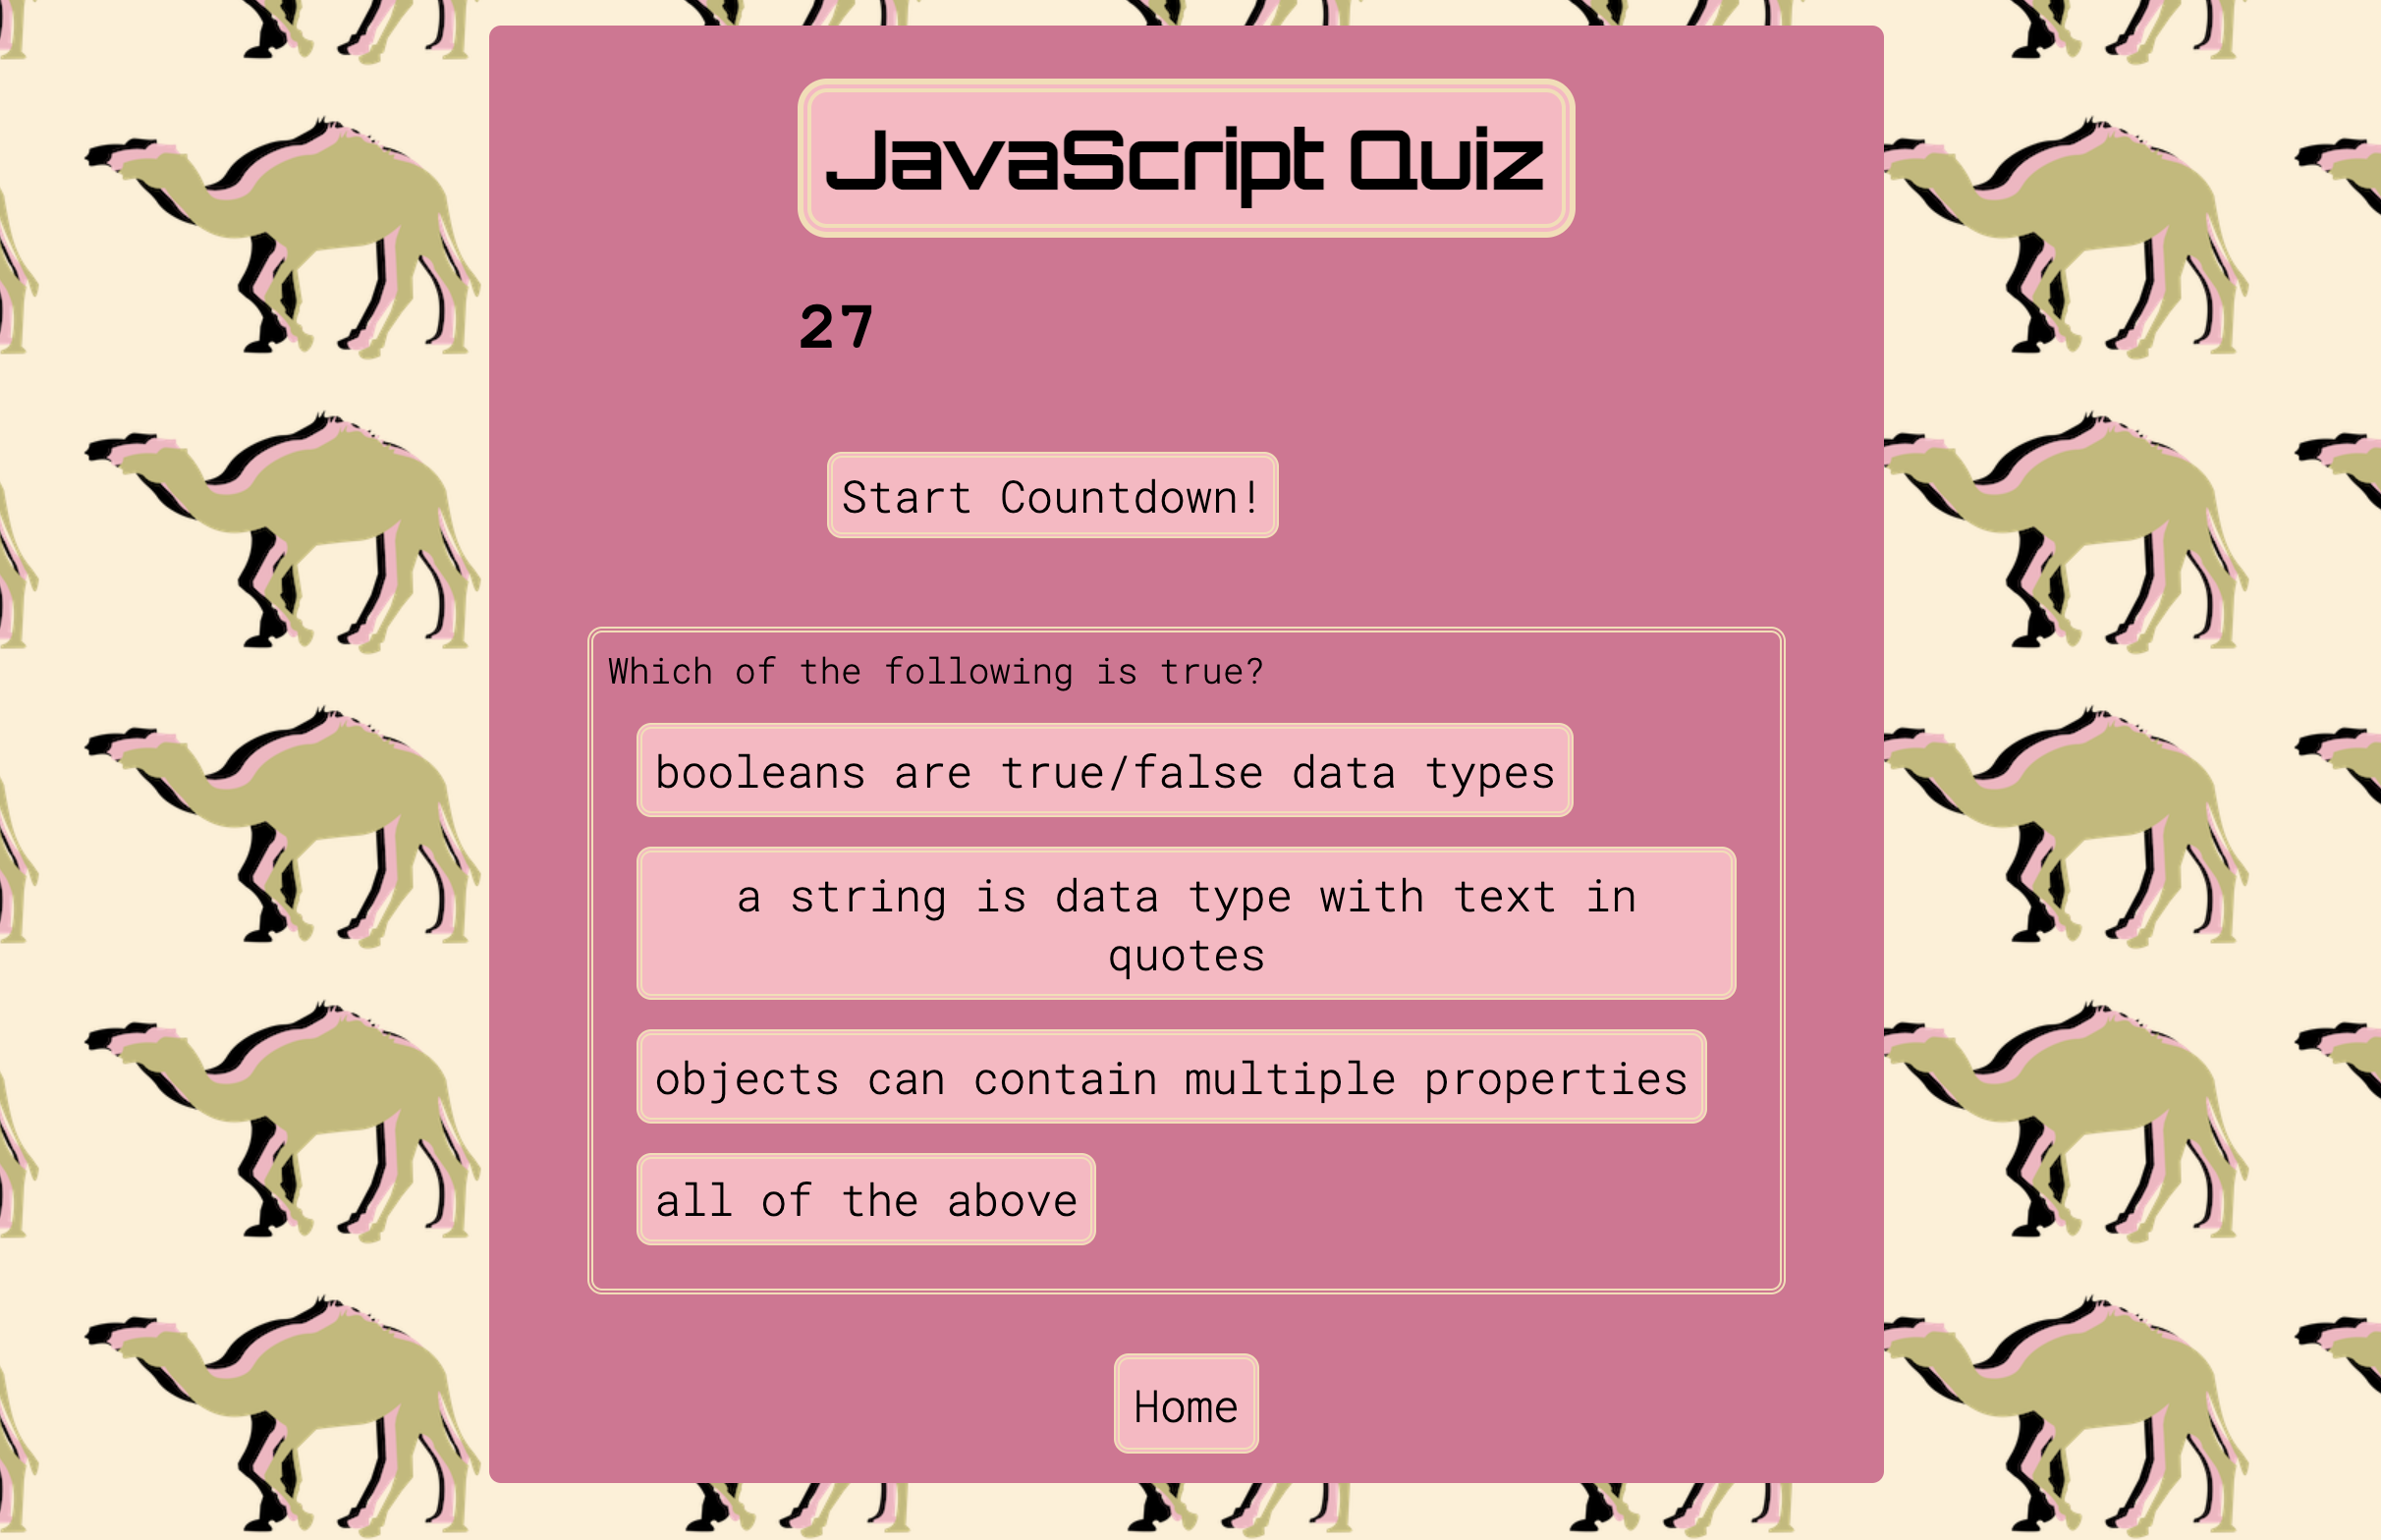 JavaScript Quiz
27
Start Countdown!
Which of the following is true?
booleans are true/false data types
a string is data type with text in
quotes
objects can contain multiple properties
all of the above
Home